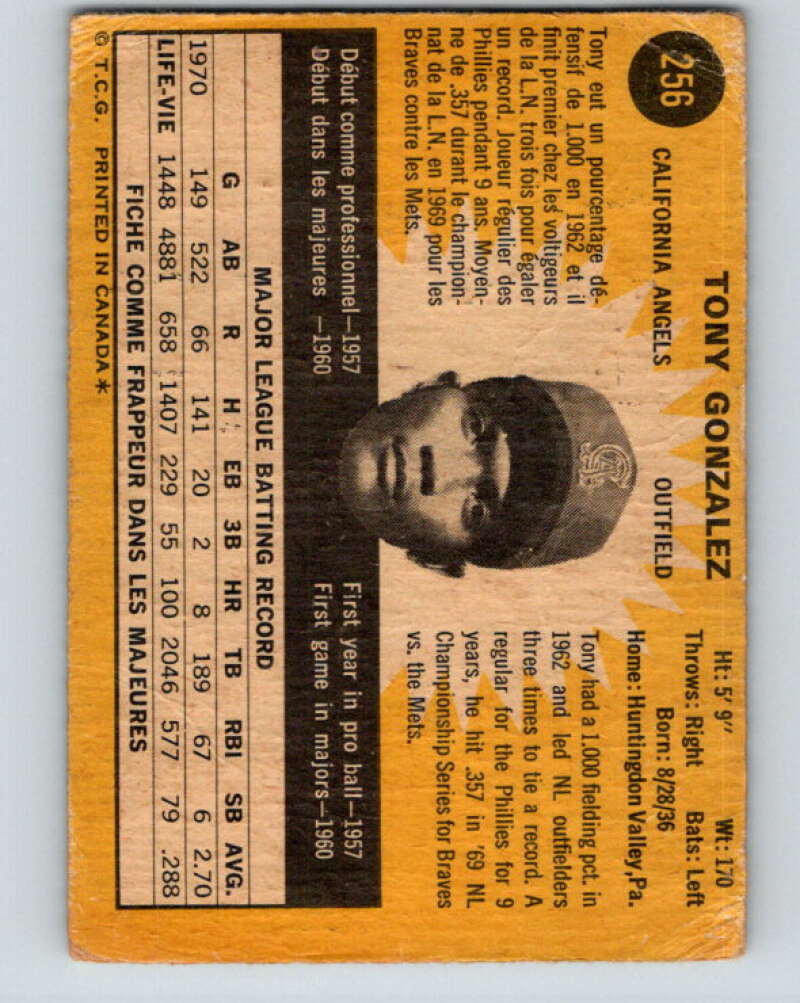 256
TONY GONZALEZ
CALIFORNIA ANGELS OUTFIELD
Ht: 5' 9" Wt: 170
Throws: Right Bats: Left
Born: 8/28/36
Home: Huntingdon Valley, Pa.
Tony eut un pourcentage dé-
fensif de 1.000 en 1962 et il
finit premier chez les voltigeurs
de la L.N. trois fois pour égaler
un record. Joueur régulier des
Phillies pendant 9 ans. Moyen-
ne de .357 durant le champion-
nat de la L.N. en 1969 pour les
Braves contre les Mets.
Tony had a 1.000 fielding pct. in
1962 and led NL outfielders
three times to tie a record. A
regular for the Phillies for 9
years, he hit .357 in '69 NL
Championship Series for Braves
vs. the Mets.
Début comme professionnel—1957
Début dans les majeures —1960
First year in pro ball—1957
First game in majors—1960
MAJOR LEAGUE BATTING RECORD
G AB R H EB 3B HR TB RBI SB AVG.
1970 149 522 66 141 20 2 8 189 67 6 2.70
LIFE-VIE 1448 4881 658 1407 229 55 100 2046 577 79 .288
FICHE COMME FRAPPEUR DANS LES MAJEURES
© T.C.G. PRINTED IN CANADA *